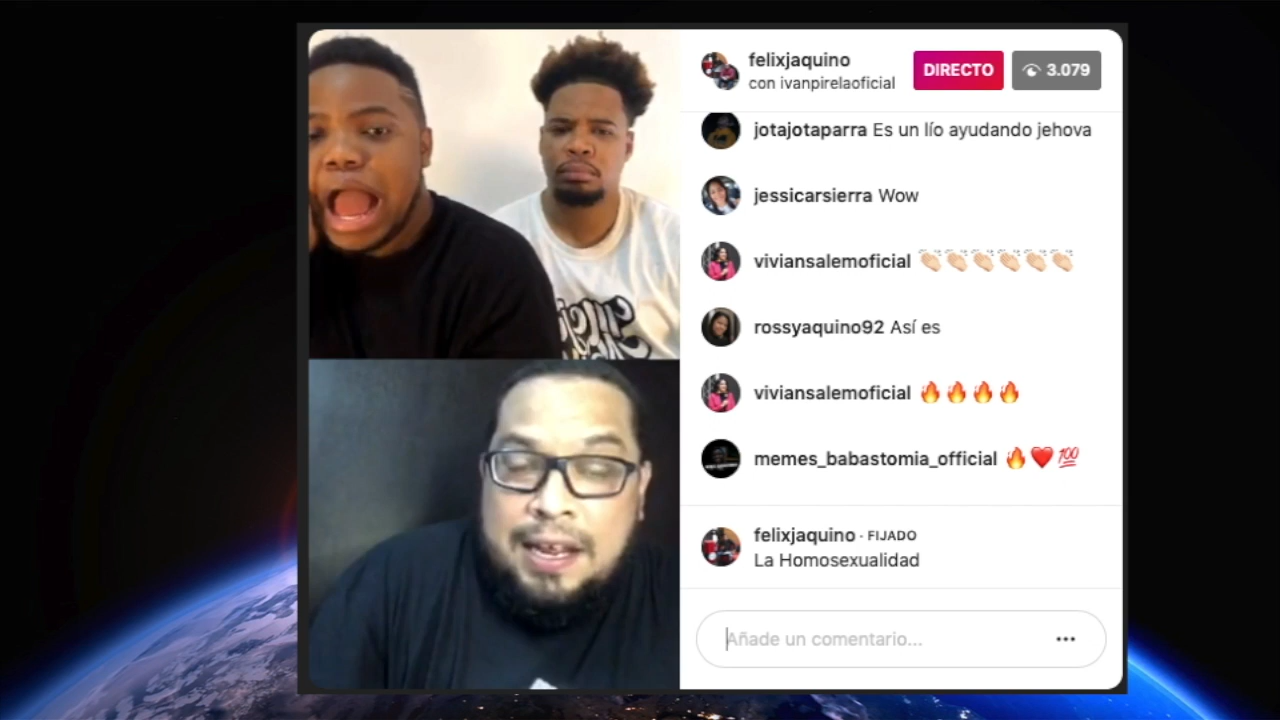 felixjaquino
con ivanpirelaoficial
DIRECTO
3.079
jotajotaparra Es un lío ayudando jehova
jessicarsierra Wow
viviansalemoficial 👏🏻👏🏻👏🏻👏🏻👏🏻👏🏻
rossyaquino92 Así es
viviansalemoficial 🔥🔥🔥🔥
memes_babastomia_official 🔥❤️💯
felixjaquino · FIJADO
La Homosexualidad
Añade un comentario...